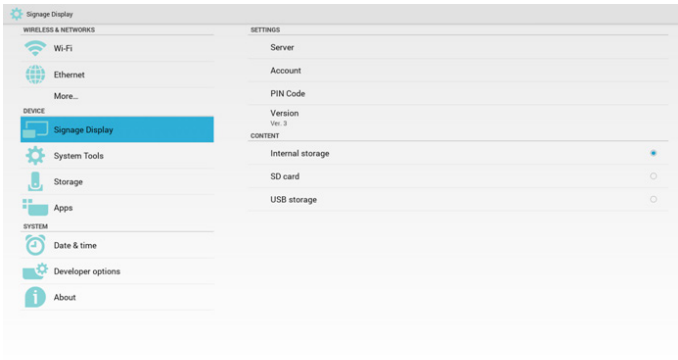 Signage Display
WIRELESS & NETWORKS
Wi-Fi
Ethernet
More...
DEVICE
Signage Display
System Tools
Storage
Apps
SYSTEM
Date & time
Developer options
About
SETTINGS
Server
Account
PIN Code
Version
Ver. 3
CONTENT
Internal storage
SD card
USB storage